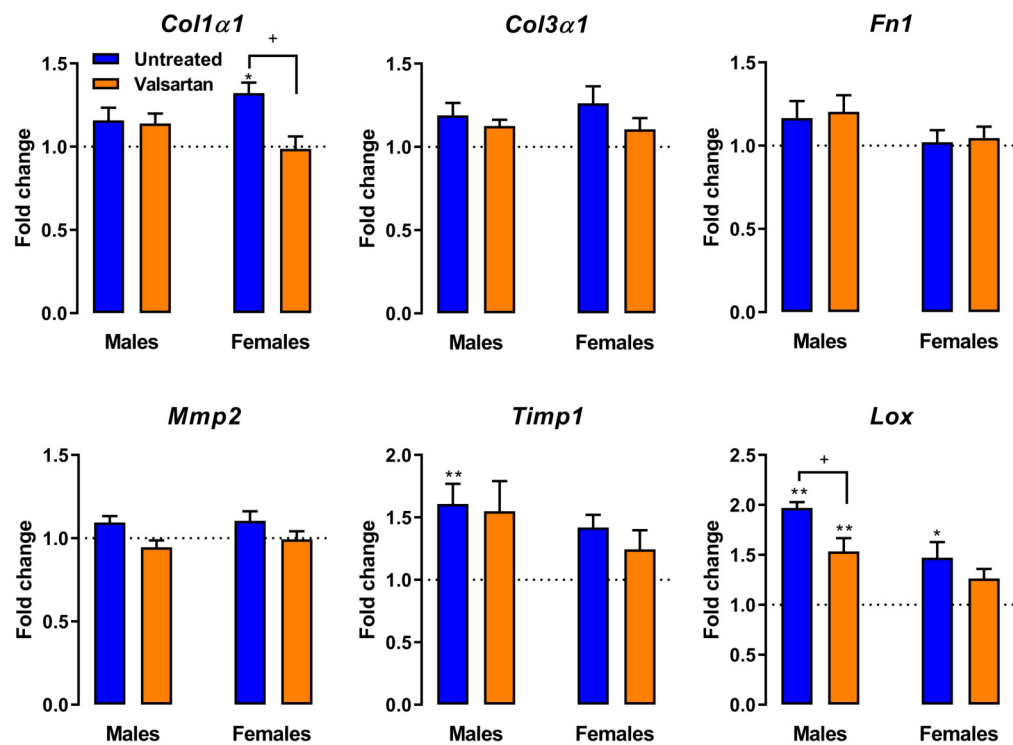 Col1α1
Untreated
Valsartan
*
+
Fold change
1.5
1.0
0.5
0.0
Males
Females
Col3α1
Fold change
1.5
1.0
0.5
0.0
Males
Females
Fn1
Fold change
1.5
1.0
0.5
0.0
Males
Females
Mmp2
Fold change
1.5
1.0
0.5
0.0
Males
Females
Timp1
**
Fold change
2.0
1.5
1.0
0.5
0.0
Males
Females
Lox
+
**
**
*
Fold change
2.5
2.0
1.5
1.0
0.5
0.0
Males
Females